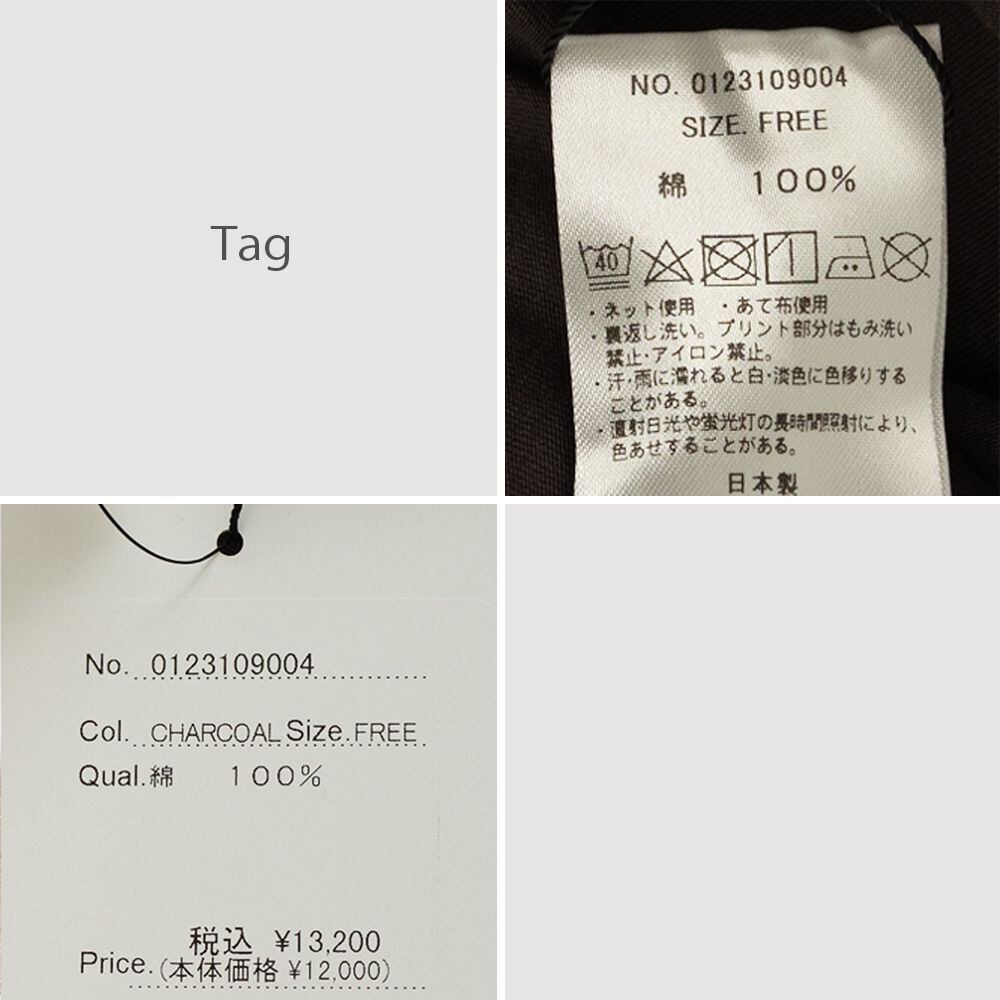 Tag
NO. 0123109004
SIZE. FREE
綿 100%
40
・ネット使用 ・あて布使用
・裏返し洗い。プリント部分はもみ洗い
禁止・アイロン禁止。
・汗・雨に濡れると白・淡色に色移りする
ことがある。
・直射日光や蛍光灯の長時間照射により、
色あせすることがある。
日本製
No. 0123109004
Col. CHARCOAL Size. FREE
Qual. 綿 100%
税込 ¥13,200
Price. (本体価格 ¥12,000)